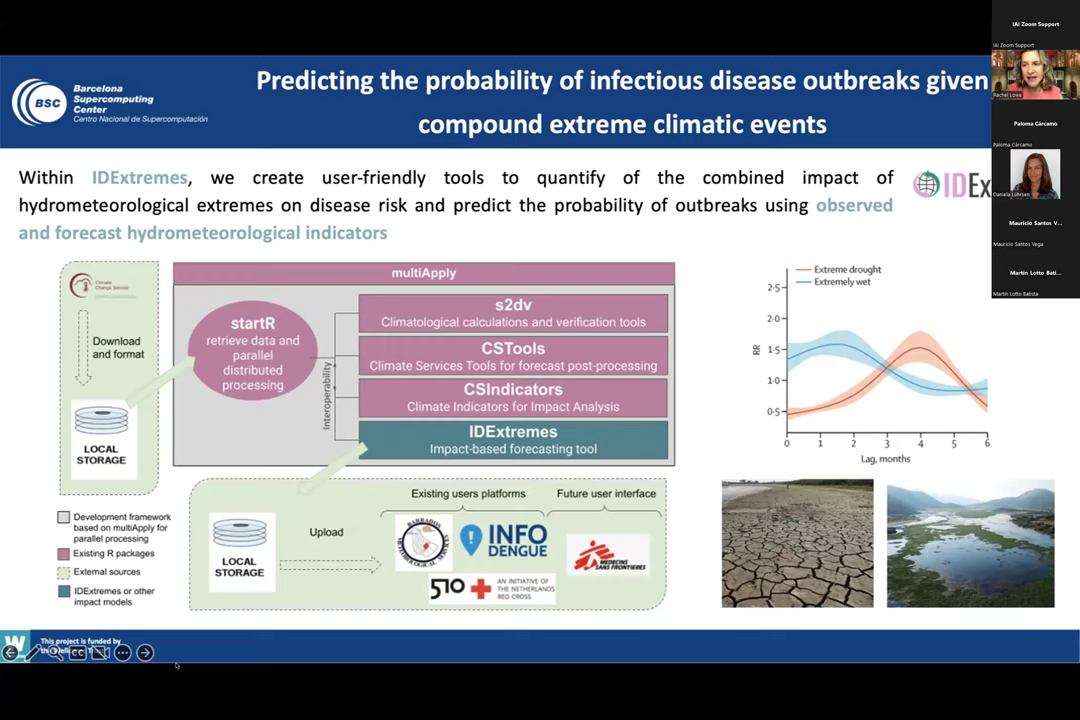 IAI Zoom Support
IAI Zoom Support
Rachel Lowe
Paloma Cárcamo
Paloma Cárcamo
Daniela Lührsen
Mauricio Santos V...
Mauricio Santos Vega
Martín Lotto Bati...
Martín Lotto Batista
BSC
Barcelona
Supercomputing
Center
Centro Nacional de Supercomputación
Predicting the probability of infectious disease outbreaks given
compound extreme climatic events
Within IDExtremes, we create user-friendly tools to quantify of the combined impact of
hydrometeorological extremes on disease risk and predict the probability of outbreaks using observed
and forecast hydrometeorological indicators
IDEx
Climate
Change Service
Download
and format
LOCAL
STORAGE
multiApply
startR
retrieve data and
parallel
distributed
processing
Interoperability
s2dv
Climatological calculations and verification tools
CSTools
Climate Services Tools for forecast post-processing
CSIndicators
Climate Indicators for Impact Analysis
IDExtremes
Impact-based forecasting tool
Development framework
based on multiApply for
parallel processing
Existing R packages
External sources
IDExtremes or other
impact models
LOCAL
STORAGE
Upload
Existing users platforms
Future user interface
BARBADOS
METEOROLOGICAL SERVICES
INFO
DENGUE
510
AN INITIATIVE OF
THE NETHERLANDS
RED CROSS
MEDECINS
SANS FRONTIERES
Extreme drought
Extremely wet
RR
2·5
2·0
1·5
1·0
0·5
0 1 2 3 4 5 6
Lag, months
W
This project is funded by
CC